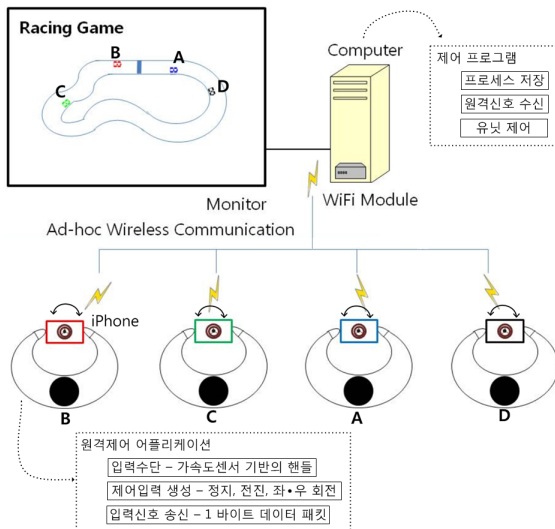 Racing Game
B
A
C
D
Computer
제어 프로그램
프로세스 저장
원격신호 수신
유닛 제어
Monitor
WiFi Module
Ad-hoc Wireless Communication
iPhone
B
C
A
D
원격제어 어플리케이션
입력수단 – 가속도센서 기반의 핸들
제어입력 생성 – 정지, 전진, 좌•우 회전
입력신호 송신 – 1 바이트 데이터 패킷